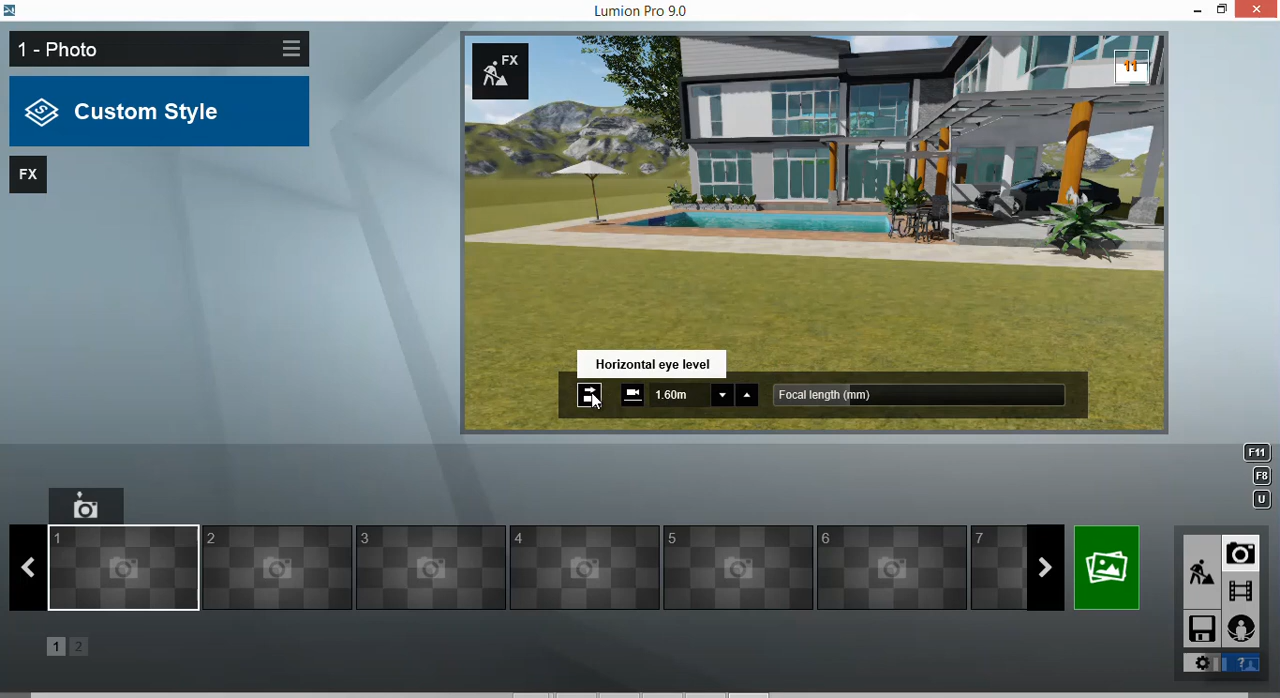 Lumion Pro 9.0
1 - Photo
Custom Style
FX
FX
11
Horizontal eye level
1.60m
Focal length (mm)
F11
F8
U
1
2
3
4
5
6
7
1 2
?